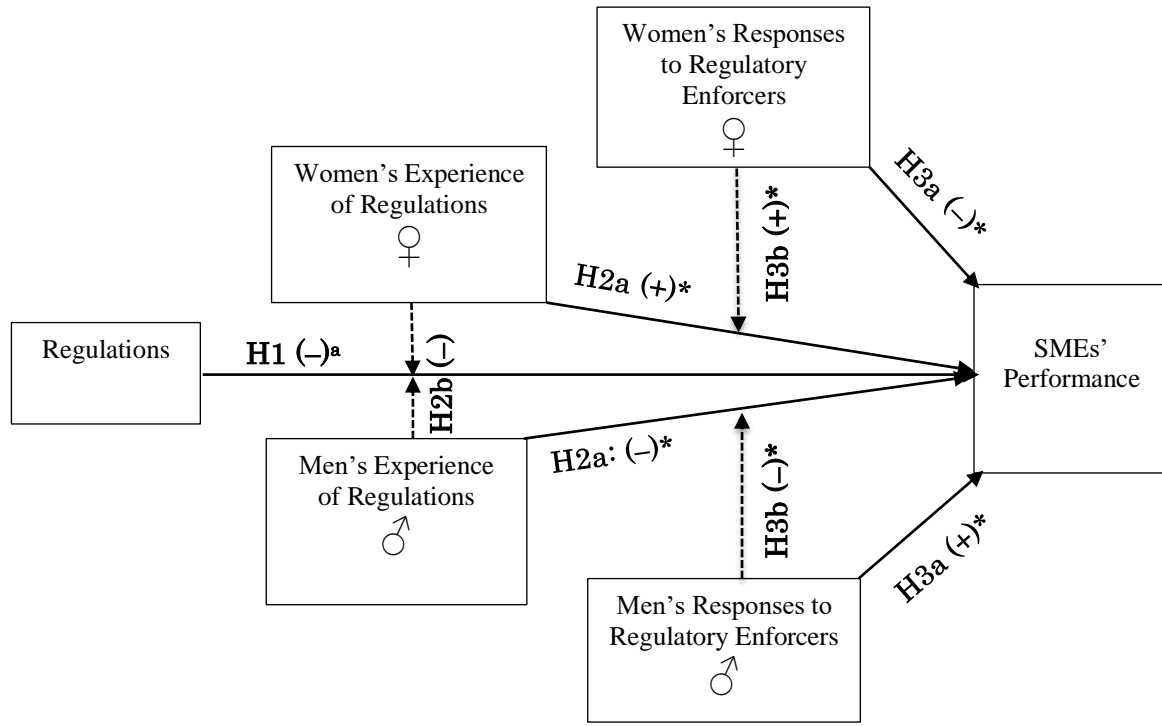 Women’s Responses
to Regulatory
Enforcers
♀
H3a (–)*
Women’s Experience
of Regulations
♀
H3b (+)*
H2a (+)*
Regulations
H1 (–)ᵃ
H2b (–)
SMEs’
Performance
Men’s Experience
of Regulations
♂
H2a: (–)*
H3b (–)*
H3a (+)*
Men’s Responses to
Regulatory Enforcers
♂